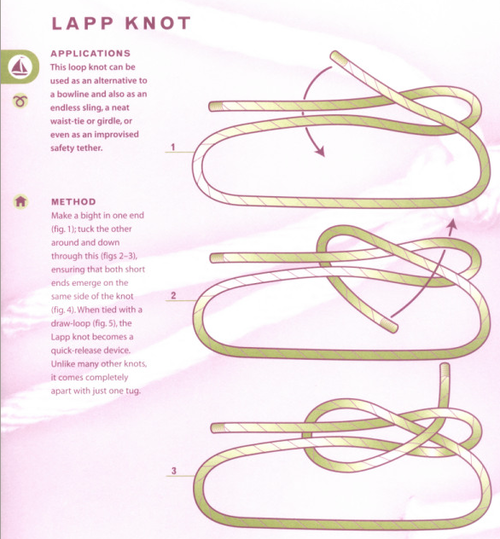 LAPP KNOT
APPLICATIONS
This loop knot can be
used as an alternative to
a bowline and also as an
endless sling, a neat
waist-tie or girdle, or
even as an improvised
safety tether.
1
METHOD
Make a bight in one end
(fig. 1); tuck the other
around and down
through this (figs 2–3),
ensuring that both short
ends emerge on the
same side of the knot
(fig. 4). When tied with a
draw-loop (fig. 5), the
Lapp knot becomes a
quick-release device.
Unlike many other knots,
it comes completely
apart with just one tug.
2
3